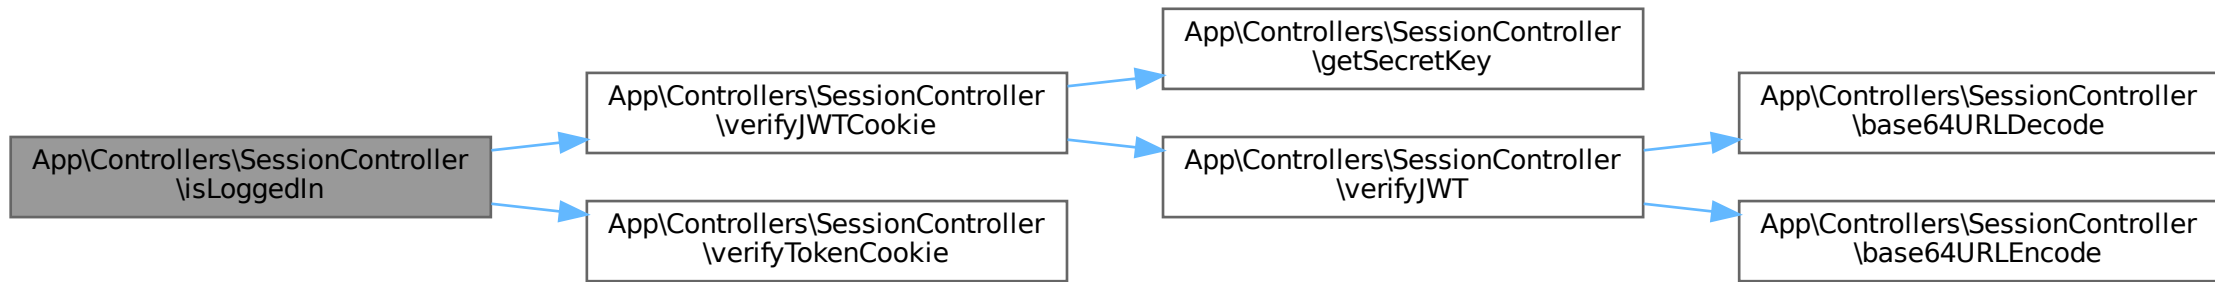 App\Controllers\SessionController
\isLoggedIn
App\Controllers\SessionController
\verifyJWTCookie
App\Controllers\SessionController
\verifyTokenCookie
App\Controllers\SessionController
\getSecretKey
App\Controllers\SessionController
\verifyJWT
App\Controllers\SessionController
\base64URLDecode
App\Controllers\SessionController
\base64URLEncode